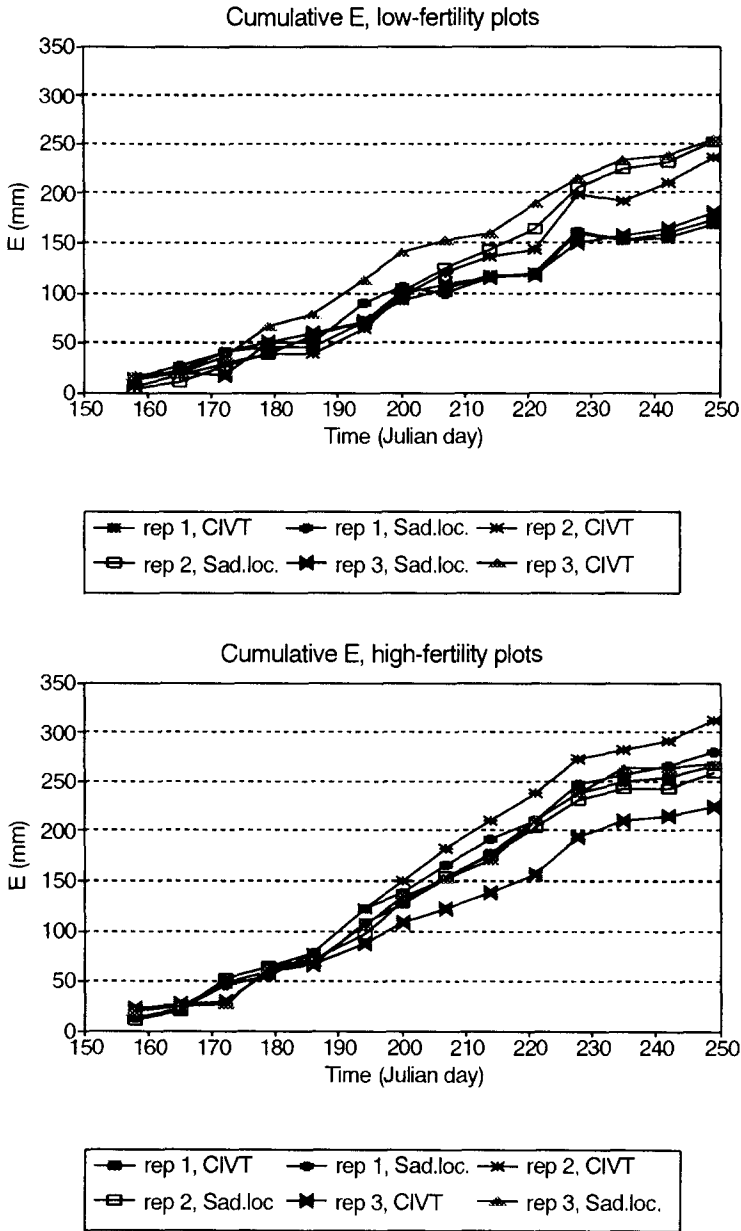 Cumulative E, low-fertility plots
350
300
250
200
150
100
50
0
E (mm)
150 160 170 180 190 200 210 220 230 240 250
Time (Julian day)
rep 1, CIVT rep 1, Sad.loc. rep 2, CIVT
rep 2, Sad.loc. rep 3, Sad.loc. rep 3, CIVT
Cumulative E, high-fertility plots
350
300
250
200
150
100
50
0
E (mm)
150 160 170 180 190 200 210 220 230 240 250
Time (Julian day)
rep 1, CIVT rep 1, Sad.loc. rep 2, CIVT
rep 2, Sad.loc rep 3, CIVT rep 3, Sad.loc.